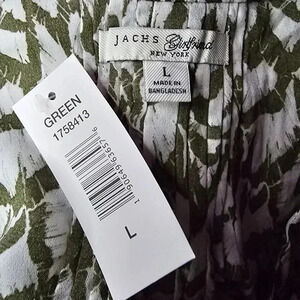 JACHS Girlfriend
NEW YORK
L
MADE IN
BANGLADESH
GREEN
1758413
L